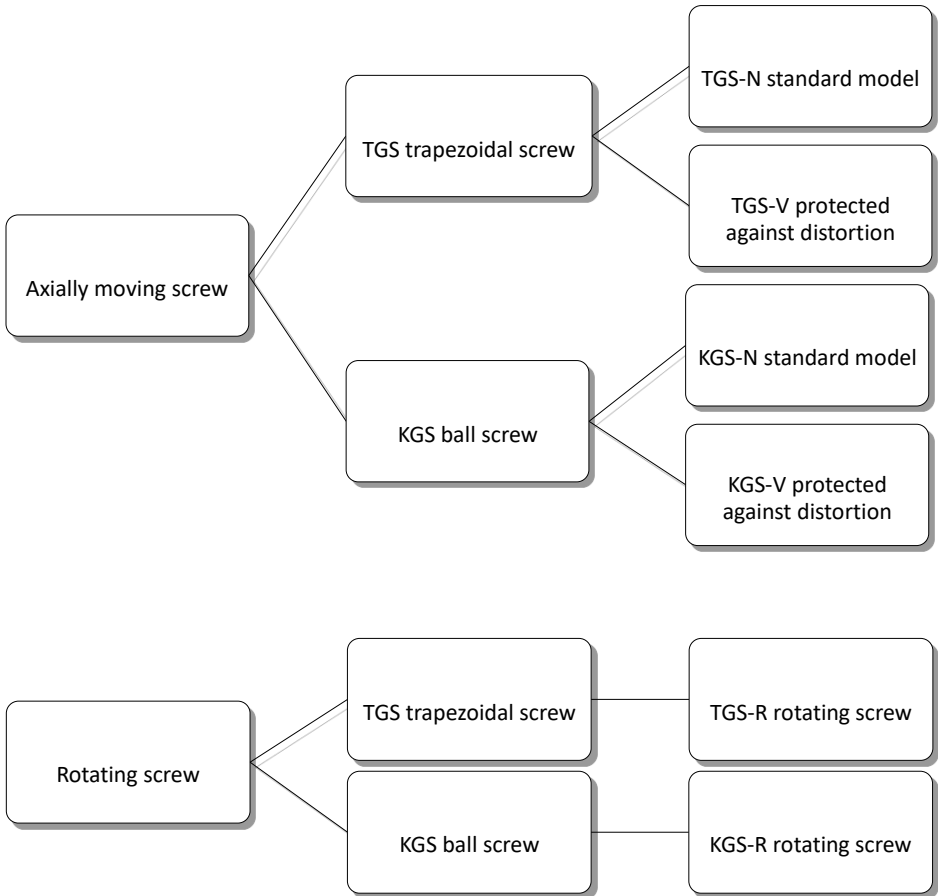 TGS-N standard model
TGS trapezoidal screw
TGS-V protected
against distortion
Axially moving screw
KGS-N standard model
KGS ball screw
KGS-V protected
against distortion
TGS trapezoidal screw
TGS-R rotating screw
Rotating screw
KGS ball screw
KGS-R rotating screw